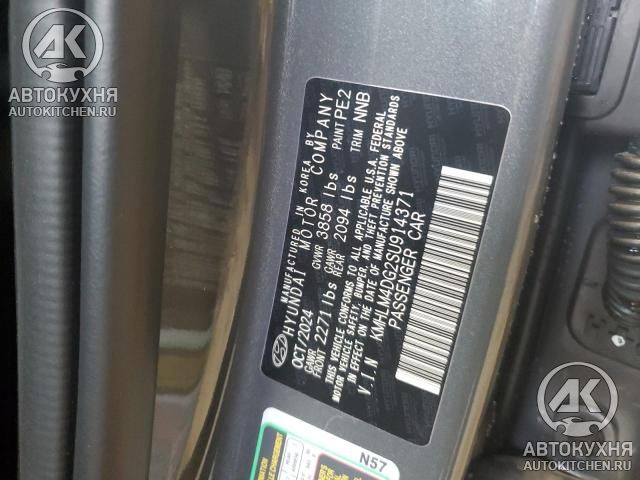 АВТОКУХНЯ
AUTOKITCHEN.RU
MANUFACTURED IN KOREA BY
HYUNDAI MOTOR COMPANY
OCT/2024 GVWR 3858 lbs PAINT PE2
GAWR FRONT 2271 lbs GAWR REAR 2094 lbs TRIM NNB
THIS VEHICLE CONFORMS TO ALL APPLICABLE U.S.A. FEDERAL
MOTOR VEHICLE SAFETY, BUMPER, AND THEFT PREVENTION STANDARDS
IN EFFECT ON THE DATE OF MANUFACTURE SHOWN ABOVE
V.I.N KMHLM4DG2SU914371
PASSENGER CAR
N57
АВТОКУХНЯ
AUTOKITCHEN.RU